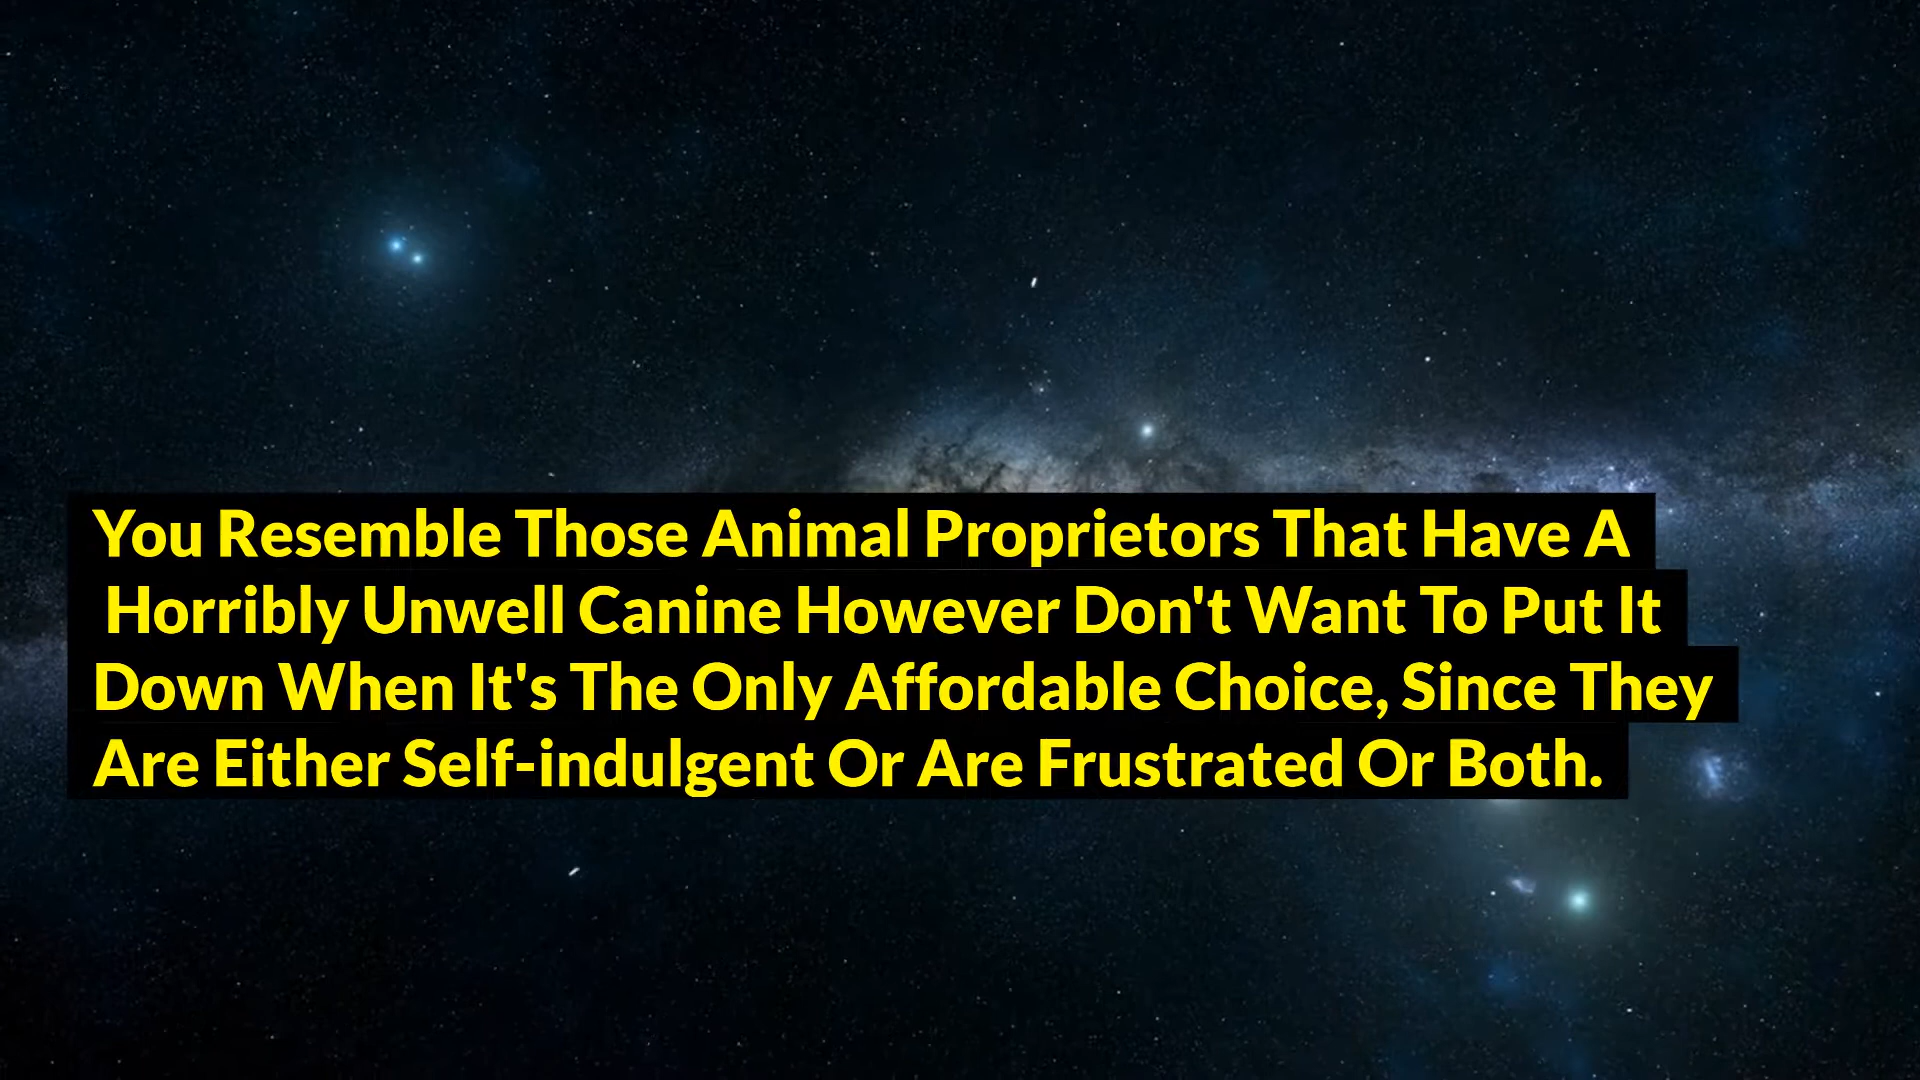 You Resemble Those Animal Proprietors That Have A
Horribly Unwell Canine However Don't Want To Put It
Down When It's The Only Affordable Choice, Since They
Are Either Self-indulgent Or Are Frustrated Or Both.